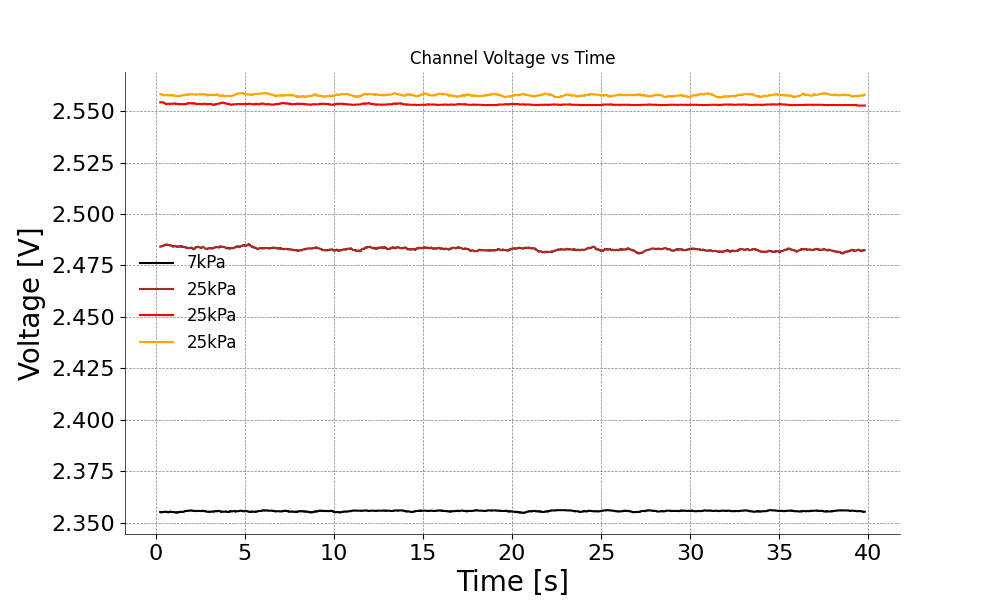 Channel Voltage vs Time
Voltage [V]
2.550
2.525
2.500
2.475
2.450
2.425
2.400
2.375
2.350
7kPa
25kPa
25kPa
25kPa
0 5 10 15 20 25 30 35 40
Time [s]